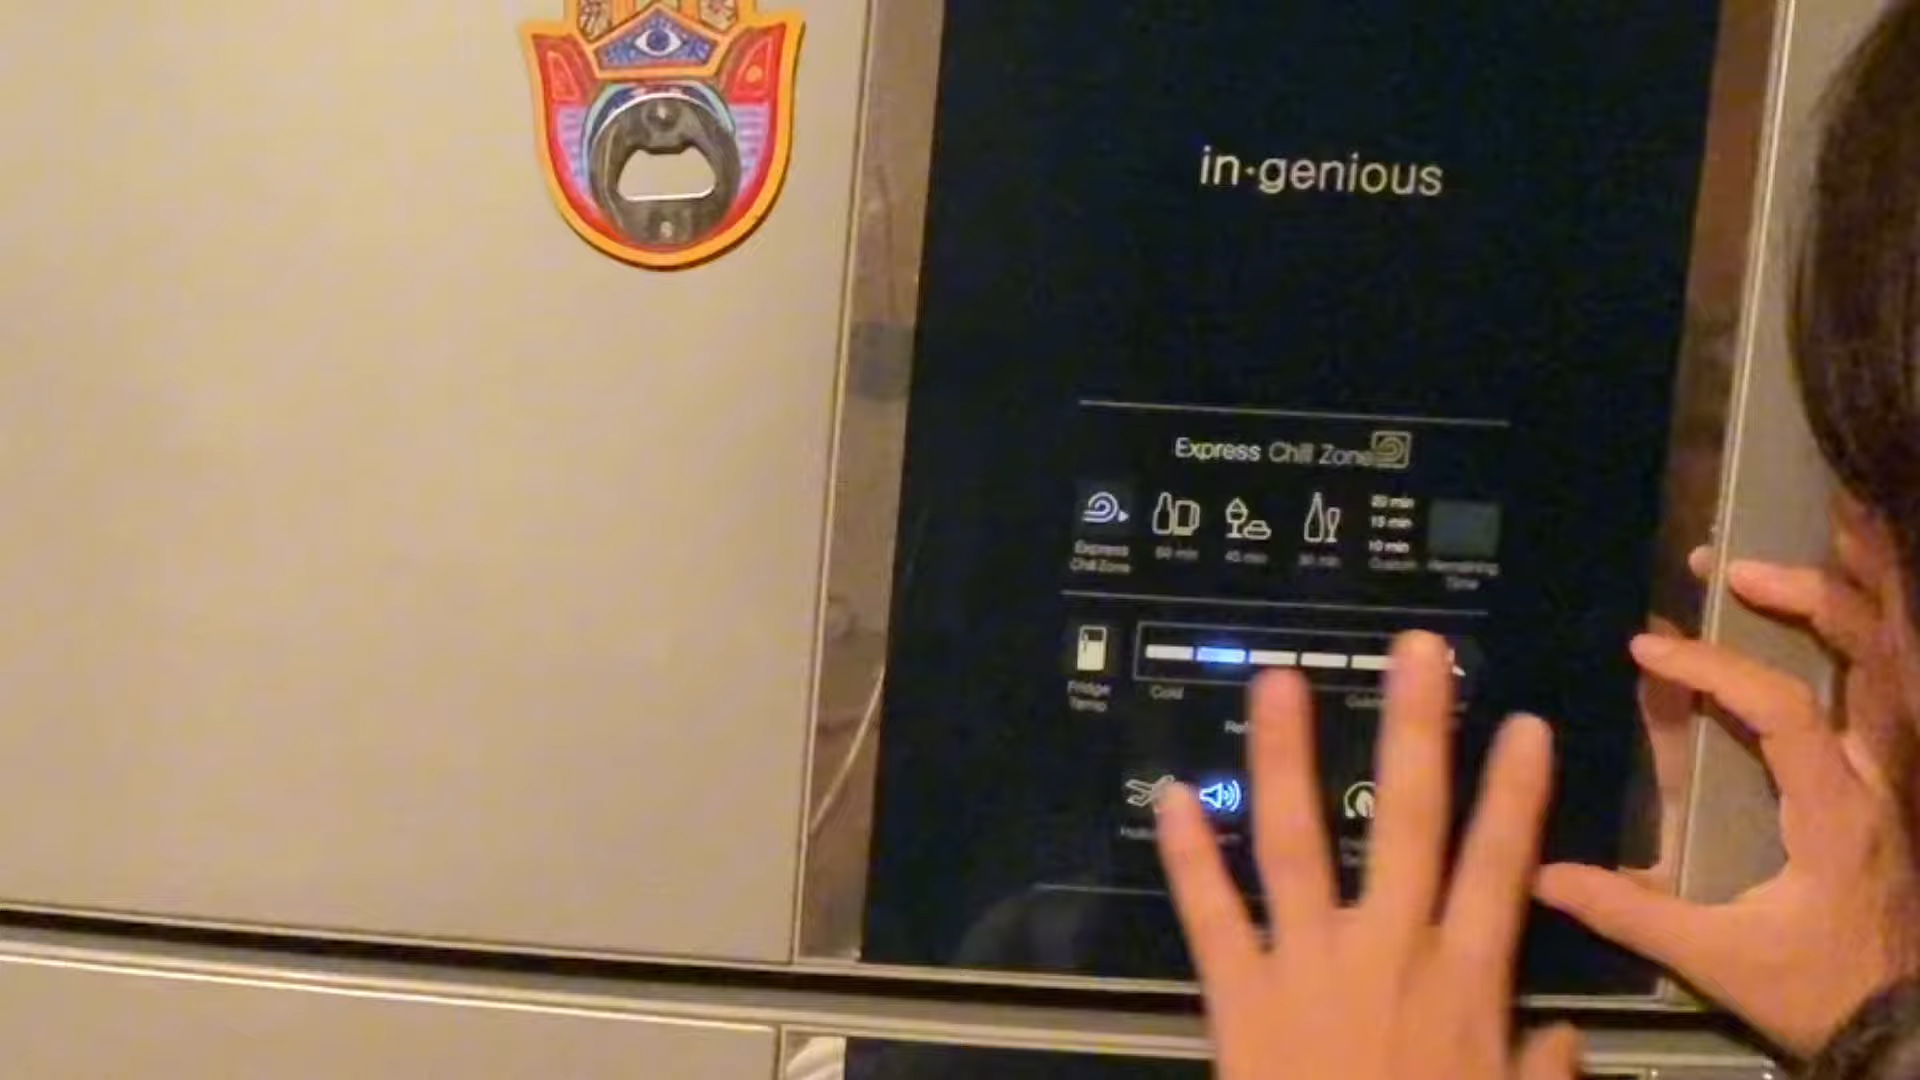 in·genious
Express Chill Zone
20 min
15 min
10 min
Express
Chill Zone
60 min
45 min
30 min
Custom
Remaining
Time
Fridge
Temp
Cold